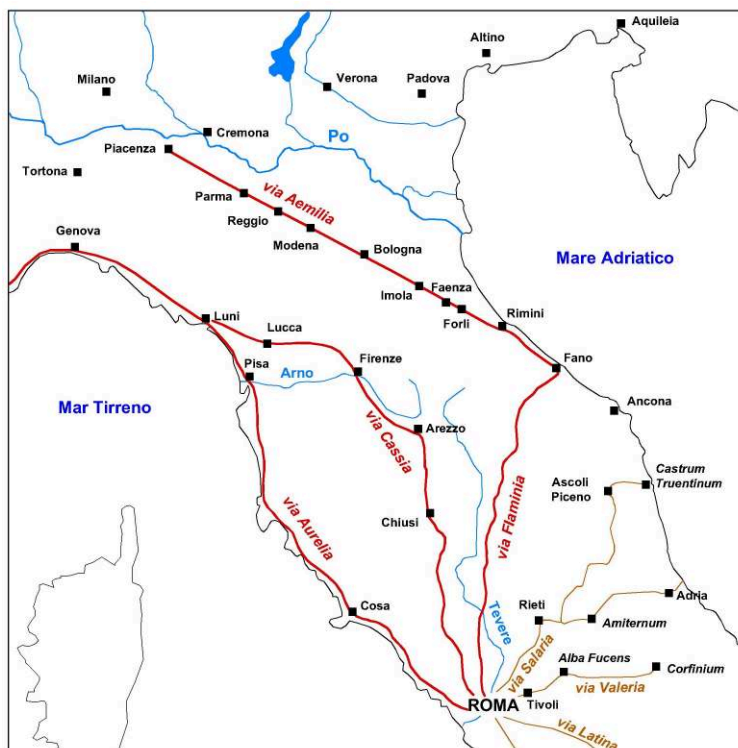 Aquileia
Altino
Milano
Verona
Padova
Cremona
Po
Piacenza
Tortona
Parma
via Aemilia
Reggio
Modena
Genova
Bologna
Mare Adriatico
Imola
Faenza
Forli
Rimini
Luni
Lucca
Pisa
Arno
Firenze
Fano
Mar Tirreno
Ancona
Arezzo
via Cassia
Castrum
Truentinum
Ascoli
Piceno
via Flaminia
Chiusi
via Aurelia
Cosa
Tevere
Rieti
Adria
Amiternum
via Salaria
Alba Fucens
Corfinium
via Valeria
Tivoli
ROMA
via Latina